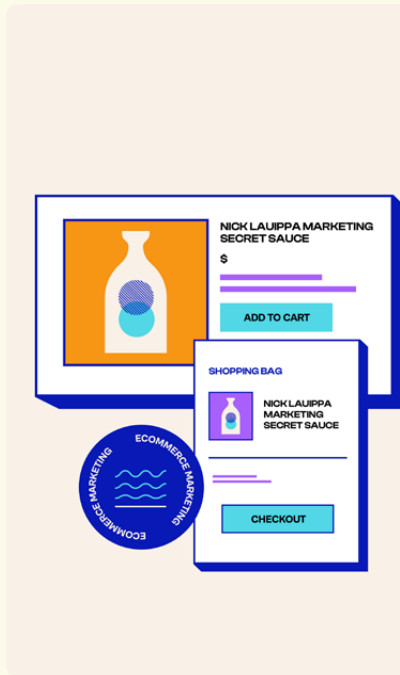 NICK LAUIPPA MARKETING
SECRET SAUCE
$
ADD TO CART
SHOPPING BAG
NICK LAUIPPA
MARKETING
SECRET SAUCE
CHECKOUT
ECOMMERCE MARKETING
ECOMMERCE MARKETING